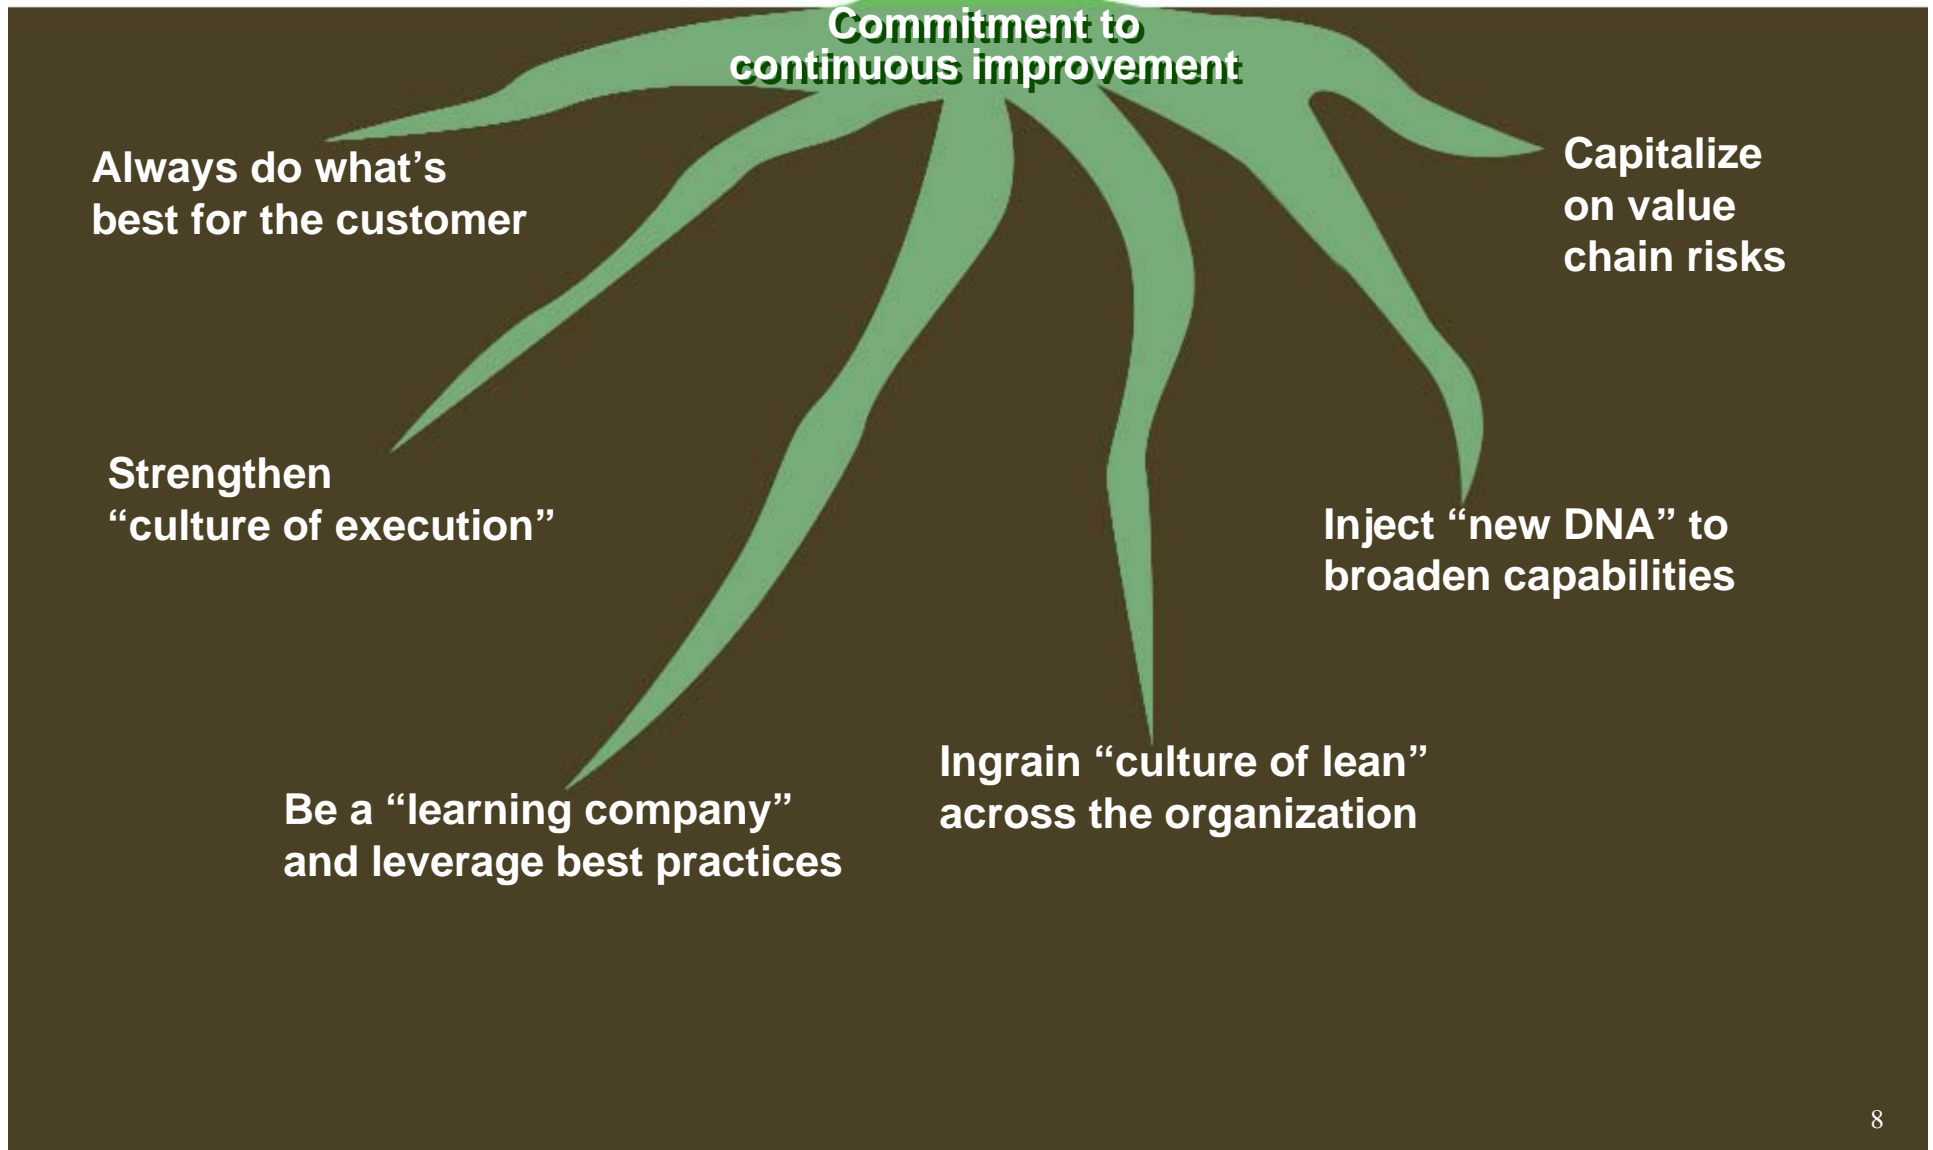 Commitment to
continuous improvement
Always do what’s
best for the customer
Capitalize
on value
chain risks
Strengthen
“culture of execution”
Inject “new DNA” to
broaden capabilities
Be a “learning company”
and leverage best practices
Ingrain “culture of lean”
across the organization
8